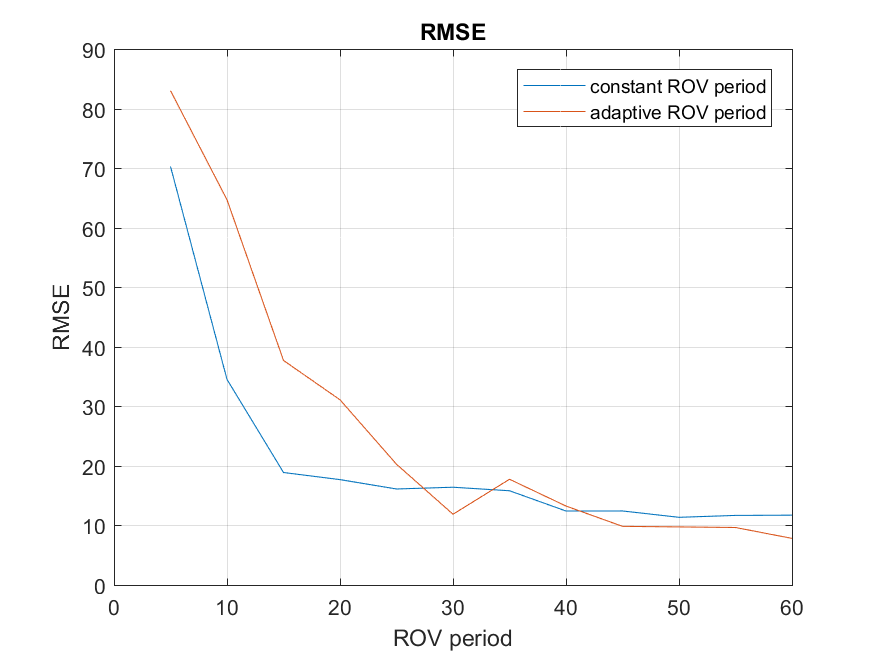 RMSE
90
80
70
60
50
40
30
20
10
0
RMSE
constant ROV period
adaptive ROV period
0 10 20 30 40 50 60
ROV period